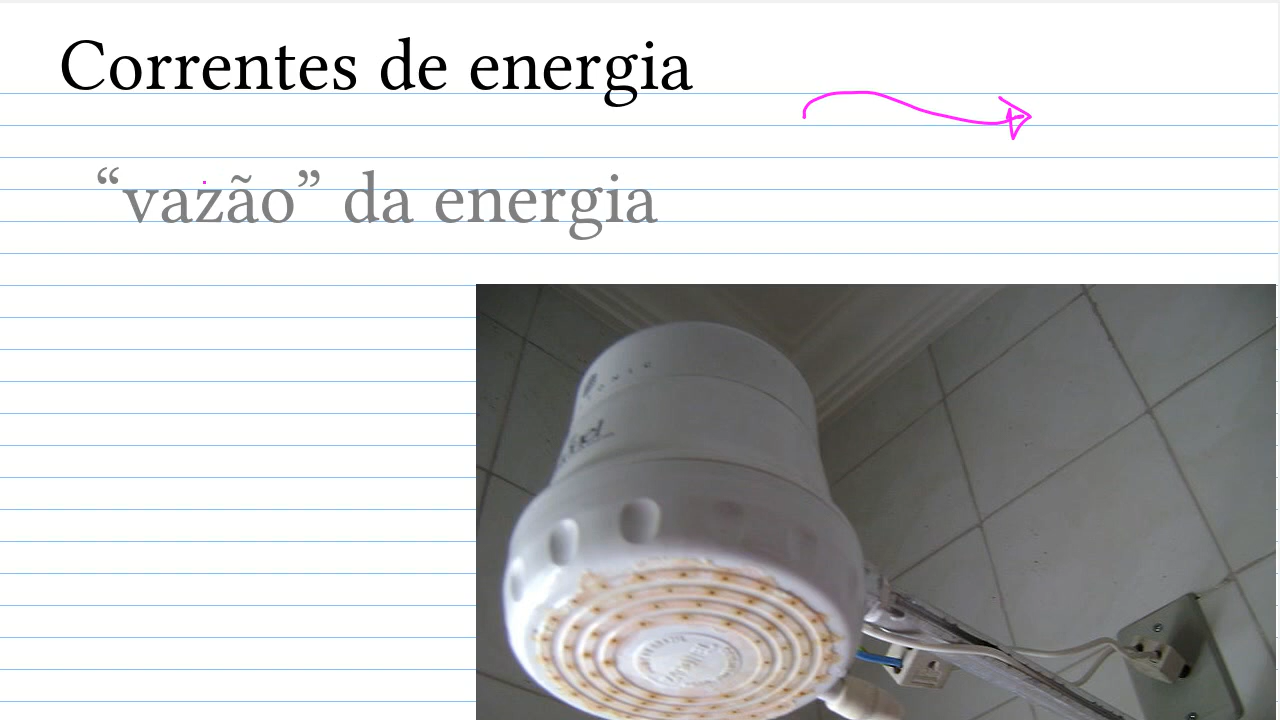 Correntes de energia
“vazão” da energia